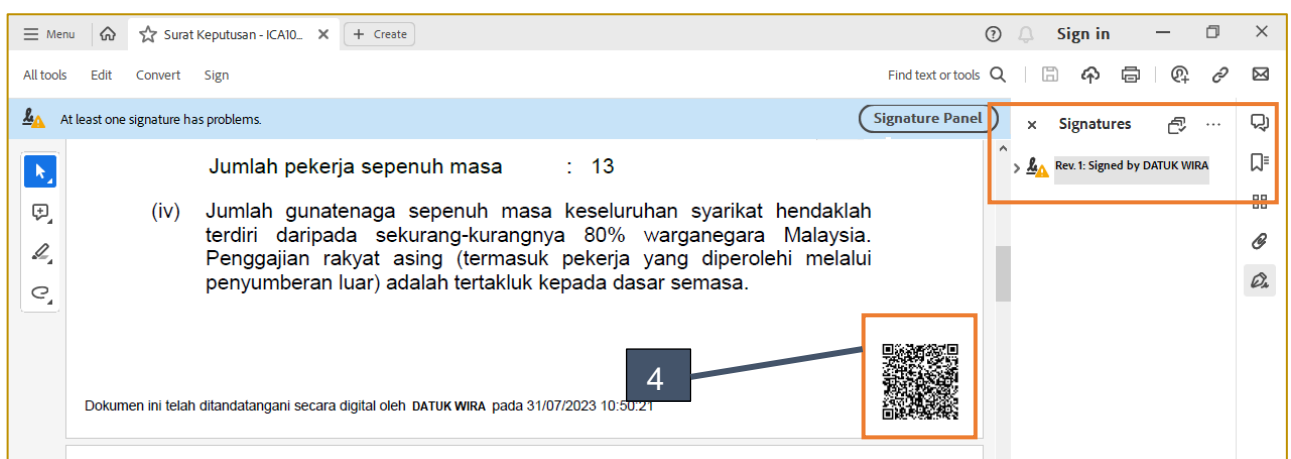 Menu
Surat Keputusan - ICA10_
+ Create
Sign in
All tools Edit Convert Sign
Find text or tools
At least one signature has problems.
Signature Panel
Signatures
Rev. 1: Signed by DATUK WIRA
Jumlah pekerja sepenuh masa : 13
(iv) Jumlah gunatenaga sepenuh masa keseluruhan syarikat hendaklah
terdiri daripada sekurang-kurangnya 80% warganegara Malaysia.
Penggajian rakyat asing (termasuk pekerja yang diperolehi melalui
penyumberan luar) adalah tertakluk kepada dasar semasa.
4
Dokumen ini telah ditandatangani secara digital oleh DATUK WIRA pada 31/07/2023 10:50:21